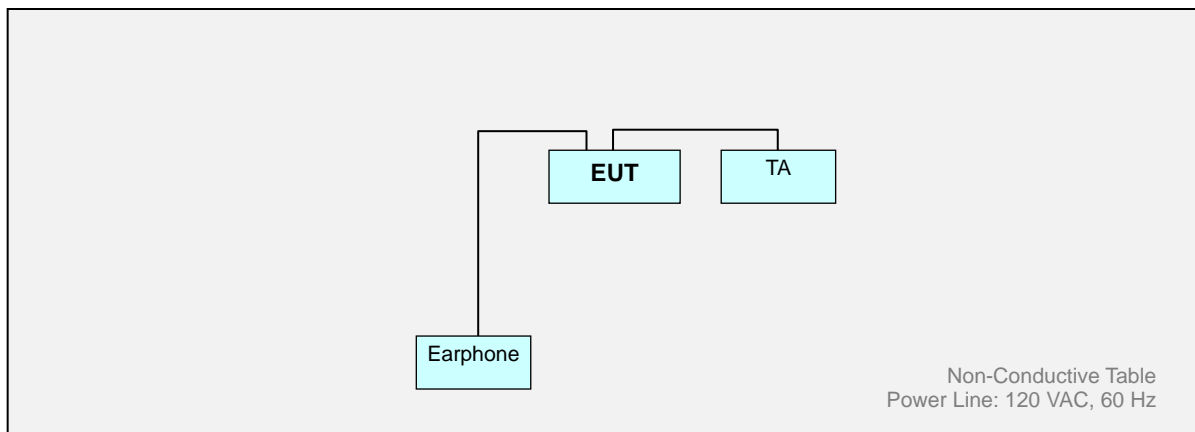 EUT
TA
Earphone
Non-Conductive Table
Power Line: 120 VAC, 60 Hz